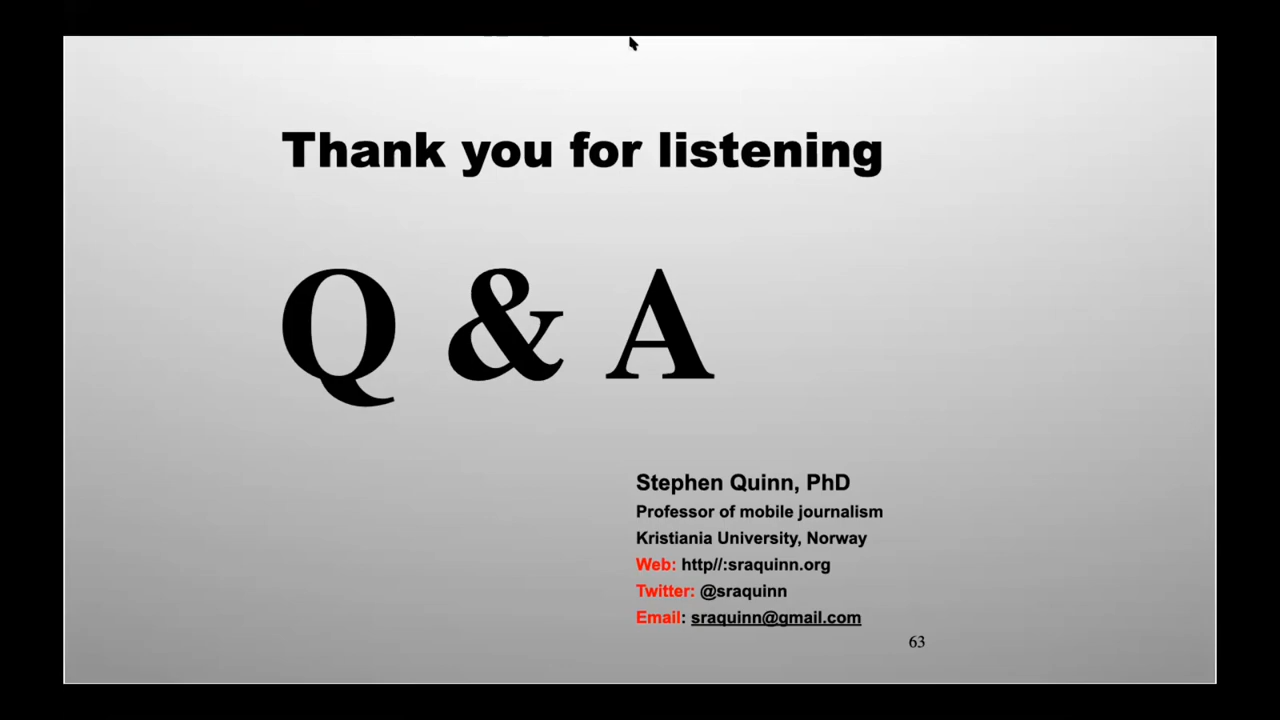 Thank you for listening
Q & A
Stephen Quinn, PhD
Professor of mobile journalism
Kristiania University, Norway
Web: http//:sraquinn.org
Twitter: @sraquinn
Email: sraquinn@gmail.com
63